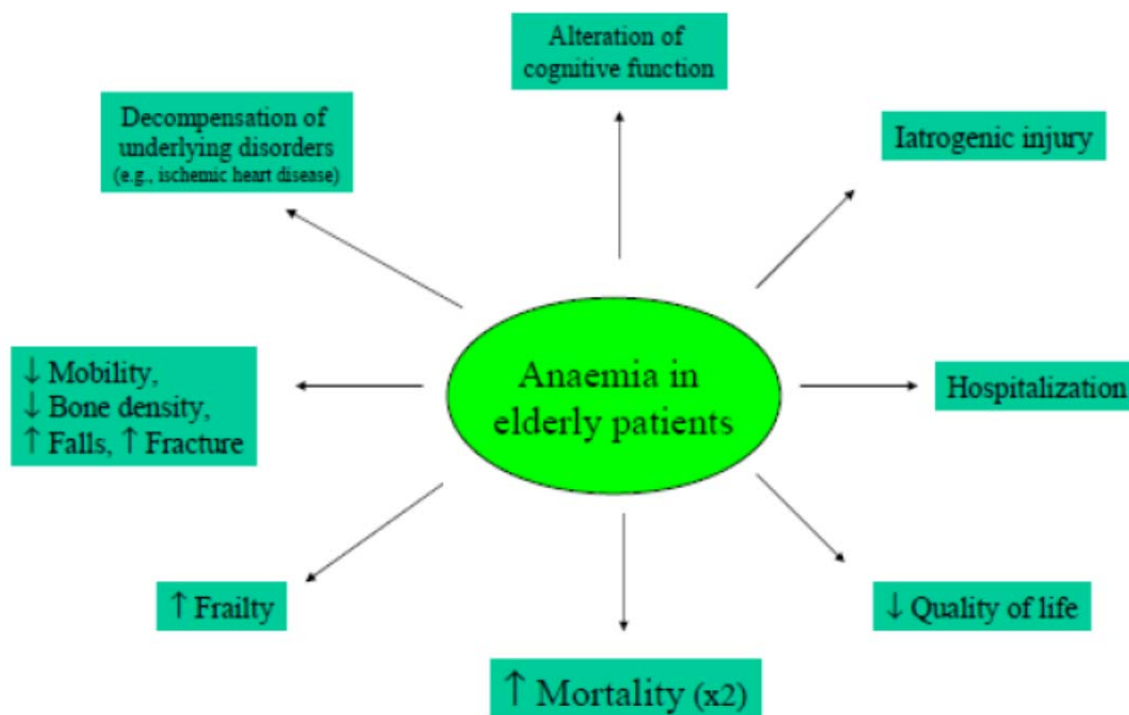 Alteration of
cognitive function
Decompensation of
underlying disorders
(e.g., ischemic heart disease)
Iatrogenic injury
Anaemia in
elderly patients
↓ Mobility,
↓ Bone density,
↑ Falls, ↑ Fracture
Hospitalization
↑ Frailty
↓ Quality of life
↑ Mortality (x2)